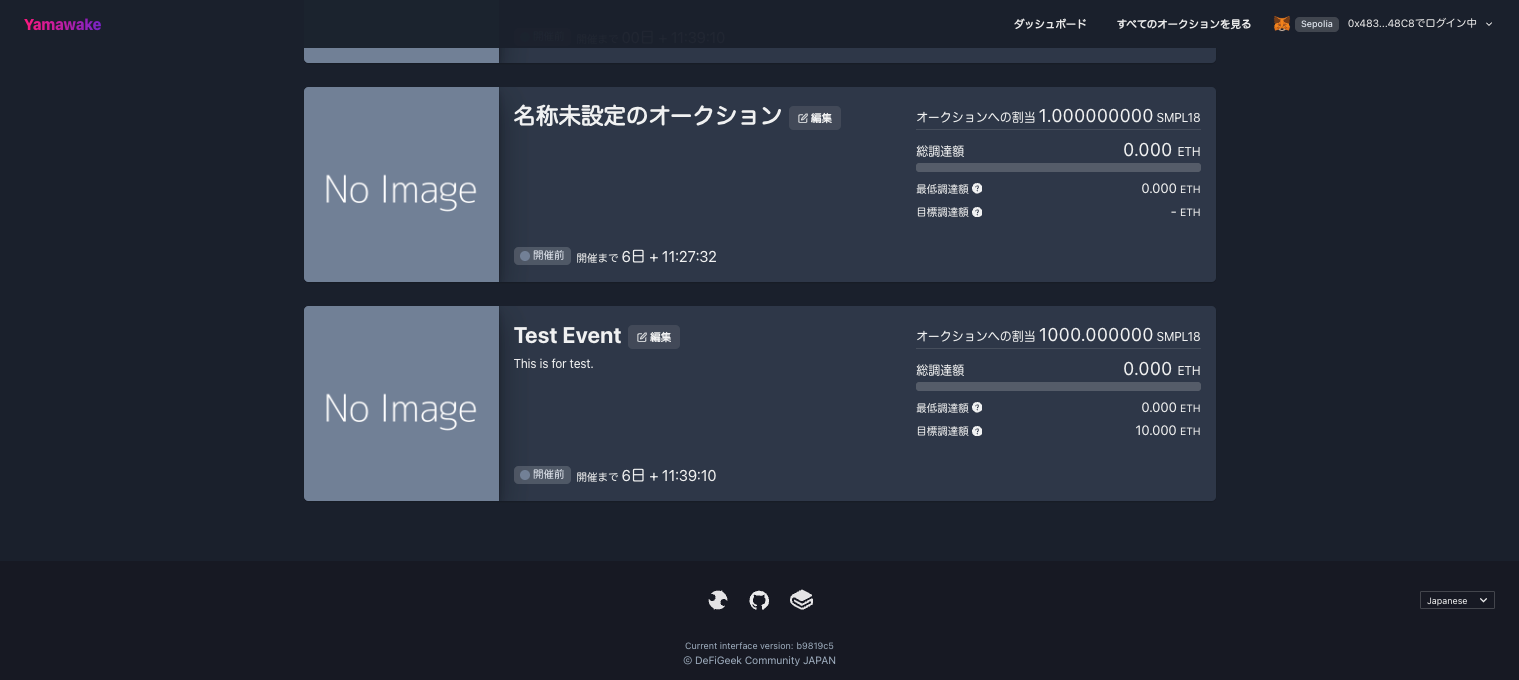 Yamawake
ダッシュボード
すべてのオークションを見る
Sepolia
0x483...48C8でログイン中
名称未設定のオークション
編集
オークションへの割当 1.000000000 SMPL18
総調達額 0.000 ETH
最低調達額 0.000 ETH
目標調達額 - ETH
No Image
開催前 開催まで 6日 + 11:27:32
Test Event
編集
This is for test.
オークションへの割当 1000.000000 SMPL18
総調達額 0.000 ETH
最低調達額 0.000 ETH
目標調達額 10.000 ETH
No Image
開催前 開催まで 6日 + 11:39:10
Japanese
Current interface version: b9819c5
© DeFiGeek Community JAPAN